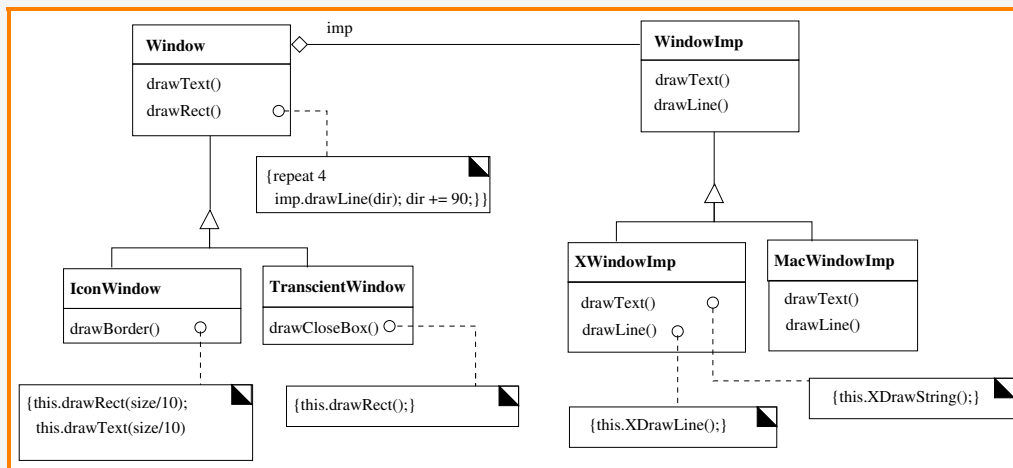 imp
Window
drawText()
drawRect()
WindowImp
drawText()
drawLine()
{repeat 4
imp.drawLine(dir); dir += 90;}}
IconWindow
drawBorder()
TranscientWindow
drawCloseBox()
XWindowImp
drawText()
drawLine()
MacWindowImp
drawText()
drawLine()
{this.drawRect(size/10);
this.drawText(size/10)
{this.drawRect();}
{this.XDrawLine();}
{this.XDrawString();}